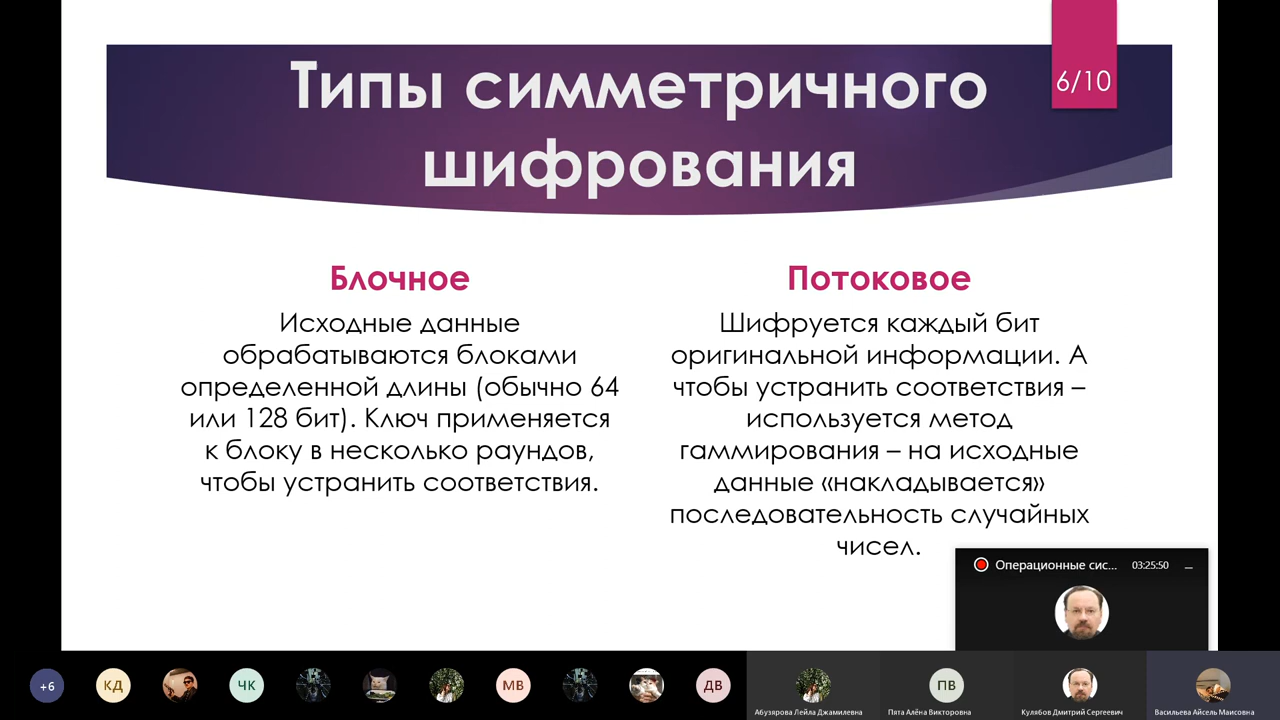 Типы симметричного
шифрования
6/10
Блочное
Исходные данные
обрабатываются блоками
определенной длины (обычно 64
или 128 бит). Ключ применяется
к блоку в несколько раундов,
чтобы устранить соответствия.
Потоковое
Шифруется каждый бит
оригинальной информации. А
чтобы устранить соответствия –
используется метод
гаммирования – на исходные
данные «накладывается»
последовательность случайных
чисел.
Операционные сис... 03:25:50
+6
КД
ЧК
МВ
ДВ
ПВ
Абузярова Лейла Джамилевна
Пята Алёна Викторовна
Кулябов Дмитрий Сергеевич
Васильева Айсель Маисовна